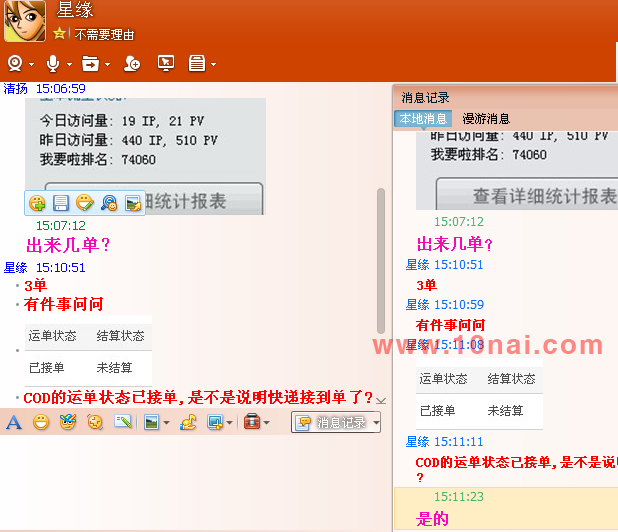 星缘
不需要理由
清扬 15:06:59
今日访问量: 19 IP, 21 PV
昨日访问量: 440 IP, 510 PV
我要啦排名: 74060
细统计报表
15:07:12
出来几单?
星缘 15:10:51
3单
有件事问问
运单状态 结算状态
已接单 未结算
COD的运单状态已接单,是不是说明快递接到单了?
消息记录
消息记录
本地消息 漫游消息
昨日访问量: 440 IP, 510 PV
我要啦排名: 74060
查看详细统计报表
15:07:12
出来几单?
星缘 15:10:51
3单
星缘 15:10:59
有件事问问
星缘 15:11:08
www.10nai.com
运单状态 结算状态
已接单 未结算
星缘 15:11:11
COD的运单状态已接单,是不是说
?
15:11:23
是的